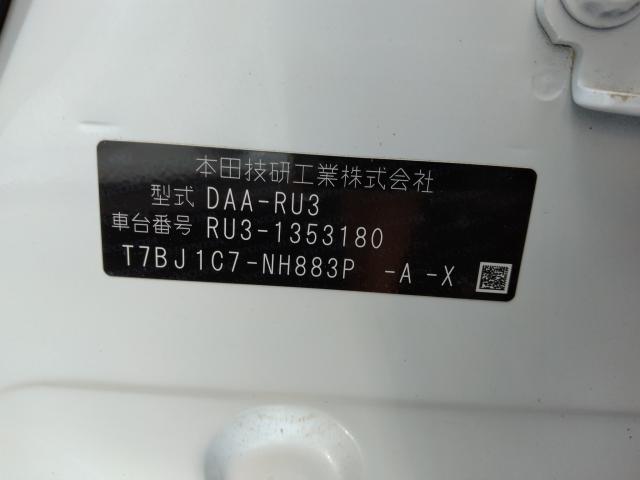 本田技研工業株式会社
型式 DAA-RU3
車台番号 RU3-1353180
T7BJ1C7-NH883P -A -X